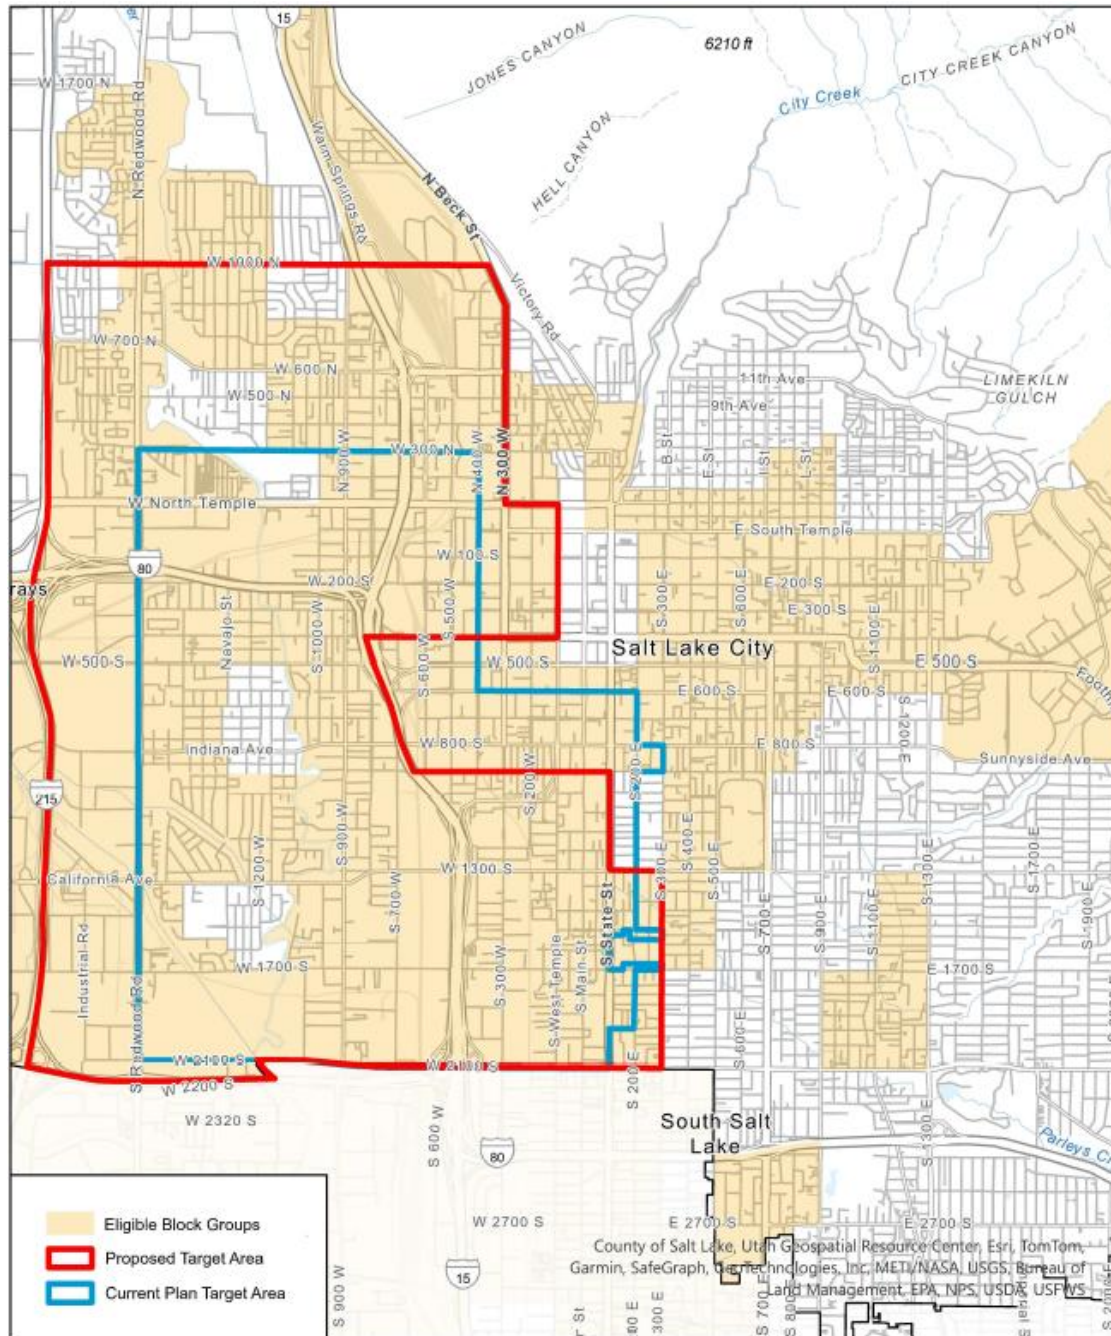 15
6210 ft
JONES CANYON
CITY CREEK CANYON
City Creek
W 1700 N
N Redwood Rd
HELL CANYON
Warm Springs Rd
N Beck St
W 1000 N
Victory Rd
W 700 N
W 600 N
W 500 N
11th Ave
9th Ave
LIMEKILN
GULCH
B St
E St
I St
L St
N 900 W
W 300 N
N 400 W
N 300 W
W North Temple
E South Temple
W 100 S
80
W 200 S
S 500 W
S 300 E
S 600 E
E 200 S
E 300 S
S 1100 E
rays
Navajo St
S 1000 W
S 600 W
W 500 S
W 500 S
Salt Lake City
E 500 S
E 600 S
E 600 S
S 1200 E
Indiana Ave
W 800 S
S 200 W
S 200 E
E 800 S
Sunnyside Ave
215
S 900 W
S 400 E
S 500 E
S 1700 E
California Ave
S 1200 W
W 1300 S
S 700 W
S 300 E
S 1300 E
S State St
S 700 E
S 900 E
S 1100 E
S 1900 E
Industrial Rd
W 1700 S
S 300 W
S West Temple
S Main St
E 1700 S
S Redwood Rd
W 2100 S
W 2100 S
S 600 E
W 2200 S
S 200 E
W 2320 S
S 600 W
80
South Salt
Lake
S 1300 E
Parleys C
W 2700 S
E 2700 S
E 2700 S
15
S 900 W
Eligible Block Groups
Proposed Target Area
Current Plan Target Area
County of Salt Lake, Utah Geospatial Resource Center, Esri, TomTom,
Garmin, SafeGraph, GeoTechnologies, Inc, METI/NASA, USGS, Bureau of
Land Management, EPA, NPS, USDA, USFWS
S 700 E
300 E